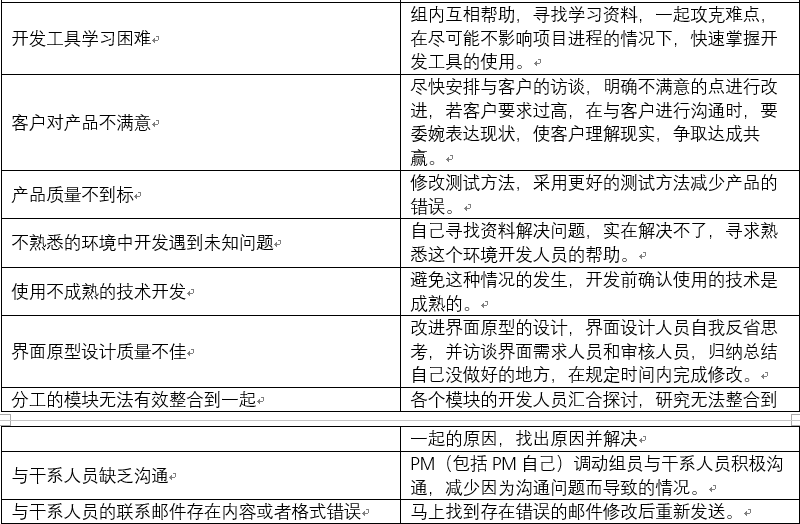 开发工具学习困难
组内互相帮助，寻找学习资料，一起攻克难点，
在尽可能不影响项目进程的情况下，快速掌握开
发工具的使用。
客户对产品不满意
尽快安排与客户的访谈，明确不满意的点进行改
进，若客户要求过高，在与客户进行沟通时，要
委婉表达现状，使客户理解现实，争取达成共
赢。
产品质量不到标
修改测试方法，采用更好的测试方法减少产品的
错误。
不熟悉的环境中开发遇到未知问题
自己寻找资料解决问题，实在解决不了，寻求熟
悉这个环境开发人员的帮助。
使用不成熟的技术开发
避免这种情况的发生，开发前确认使用的技术是
成熟的。
界面原型设计质量不佳
改进界面原型的设计，界面设计人员自我反省思
考，并访谈界面需求人员和审核人员，归纳总结
自己没做好的地方，在规定时间内完成修改。
分工的模块无法有效整合到一起
各个模块的开发人员汇合探讨，研究无法整合到
一起的原因，找出原因并解决
与干系人员缺乏沟通
PM（包括 PM 自己）调动组员与干系人员积极沟
通，减少因为沟通问题而导致的情况。
与干系人员的联系邮件存在内容或者格式错误
马上找到存在错误的邮件修改后重新发送。